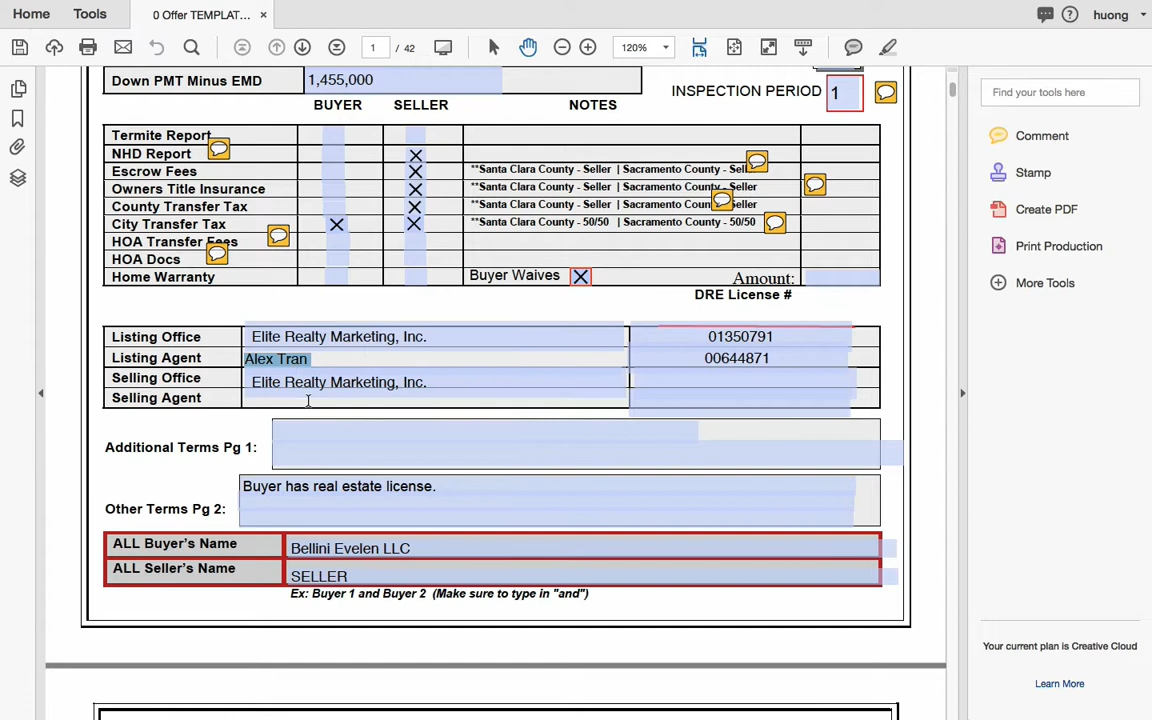 Home Tools 0 Offer TEMPLAT... × huong
1 / 42 120%
Down PMT Minus EMD 1,455,000
INSPECTION PERIOD 1
BUYER SELLER NOTES
Termite Report
NHD Report X
Escrow Fees X **Santa Clara County - Seller | Sacramento County - Sell
Owners Title Insurance X **Santa Clara County - Seller | Sacramento County - Seller
County Transfer Tax X **Santa Clara County - Seller | Sacramento County - Seller
City Transfer Tax X X **Santa Clara County - 50/50 | Sacramento County - 50/50
HOA Transfer Fees
HOA Docs
Home Warranty Buyer Waives X Amount:
DRE License #
Listing Office Elite Realty Marketing, Inc. 01350791
Listing Agent Alex Tran 00644871
Selling Office Elite Realty Marketing, Inc.
Selling Agent
Additional Terms Pg 1:
Other Terms Pg 2: Buyer has real estate license.
ALL Buyer's Name Bellini Evelen LLC
ALL Seller's Name SELLER
Ex: Buyer 1 and Buyer 2 (Make sure to type in "and")
Find your tools here
Comment
Stamp
Create PDF
Print Production
More Tools
Your current plan is Creative Cloud
Learn More